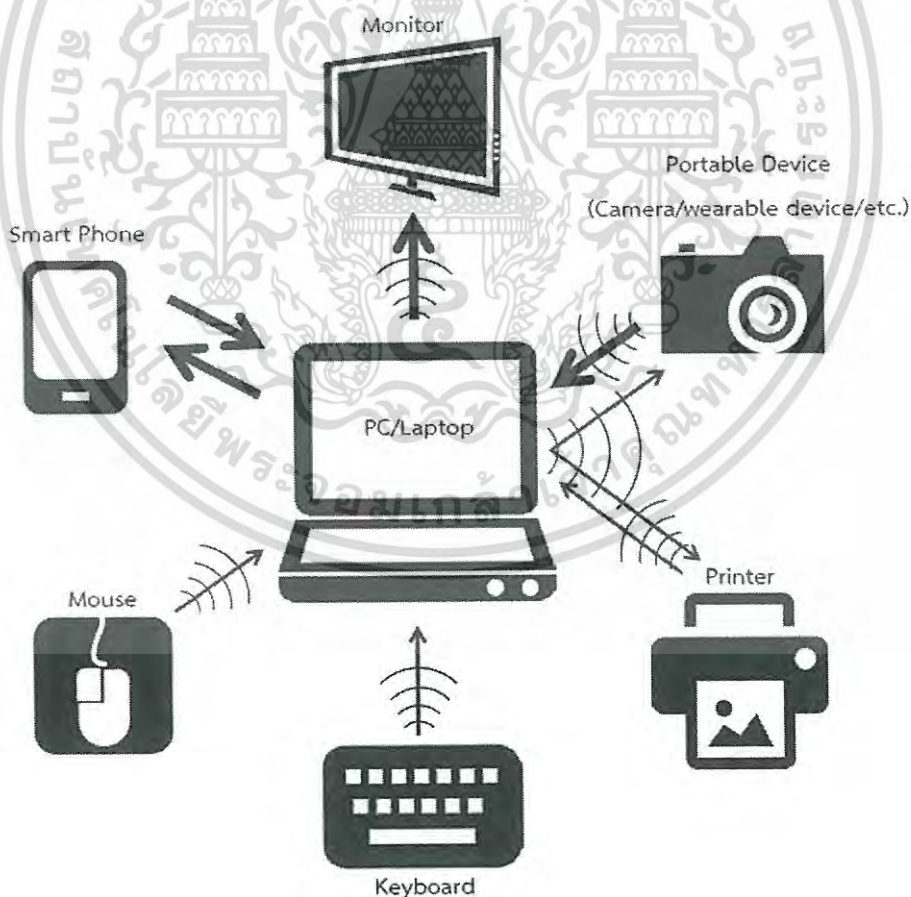 Monitor
Portable Device
(Camera/wearable device/etc.)
Smart Phone
PC/Laptop
Mouse
Printer
Keyboard